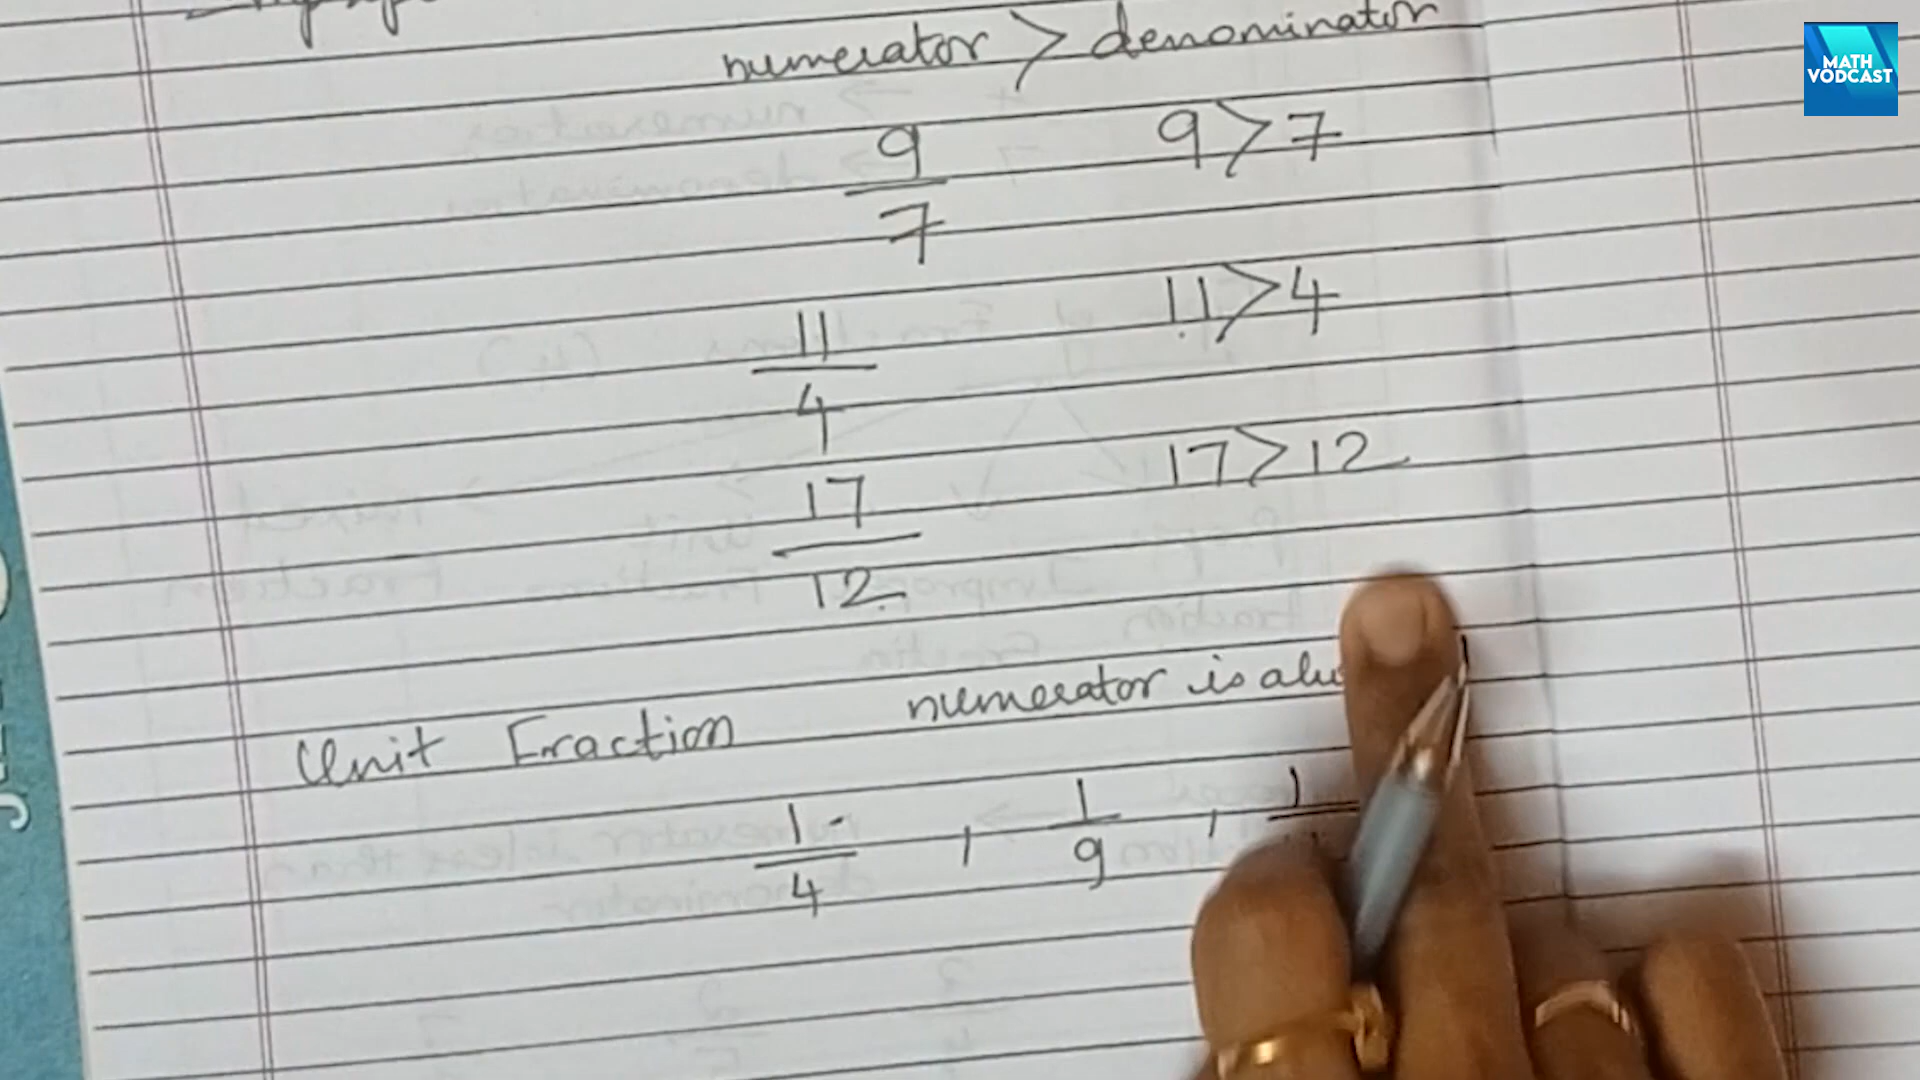 numerator > denominator
9/7 9>7
11/4 11>4
17/12 17>12
Unit Fraction numerator is
1/4 , 1/9 , 1
MATH
VODCAST